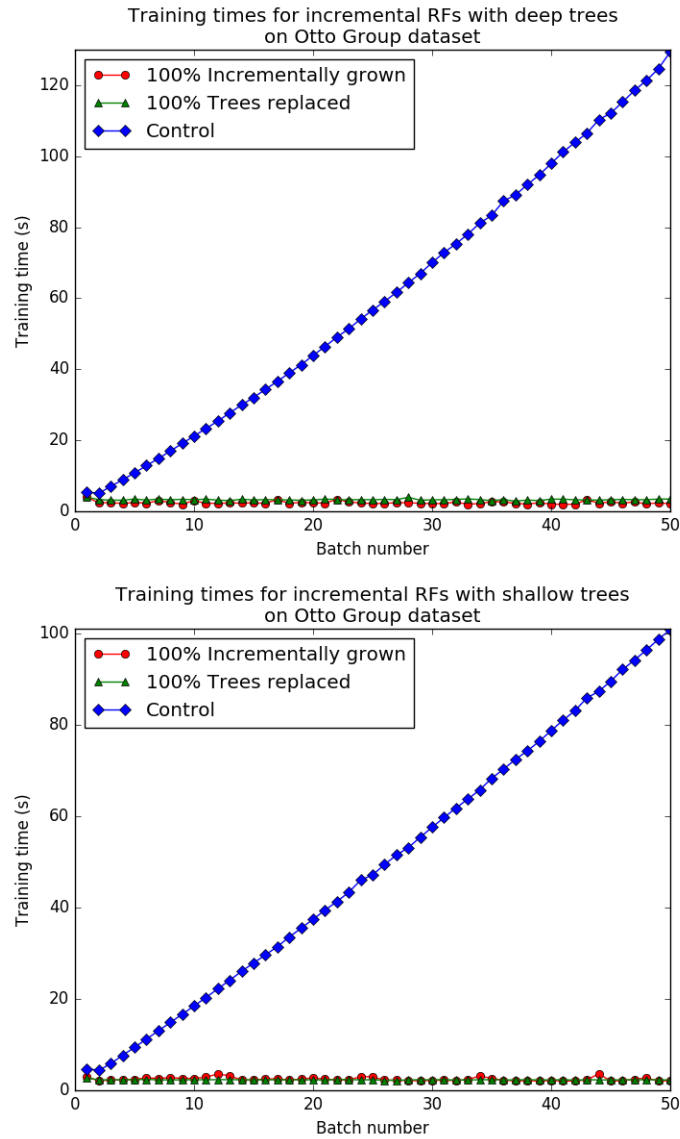 Training times for incremental RFs with deep trees
on Otto Group dataset
100% Incrementally grown
100% Trees replaced
Control
Training time (s)
120
100
80
60
40
20
0
0 10 20 30 40 50
Batch number
Training times for incremental RFs with shallow trees
on Otto Group dataset
100% Incrementally grown
100% Trees replaced
Control
Training time (s)
100
80
60
40
20
0
0 10 20 30 40 50
Batch number